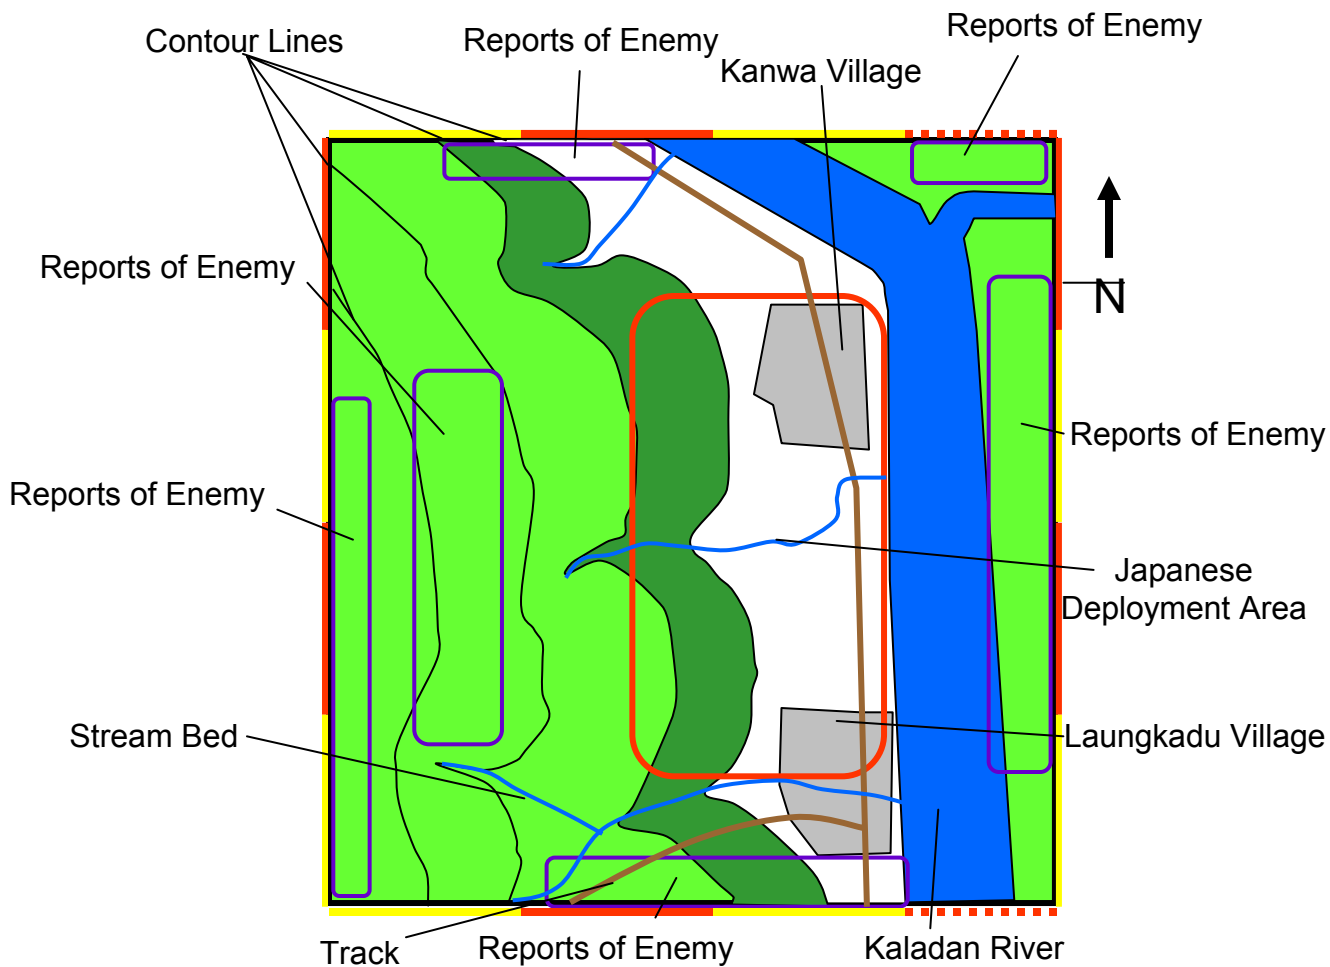 Contour Lines
Reports of Enemy
Reports of Enemy
Kanwa Village
Reports of Enemy
N
Reports of Enemy
Reports of Enemy
Japanese
Deployment Area
Stream Bed
Laungkadu Village
Track
Reports of Enemy
Kaladan River